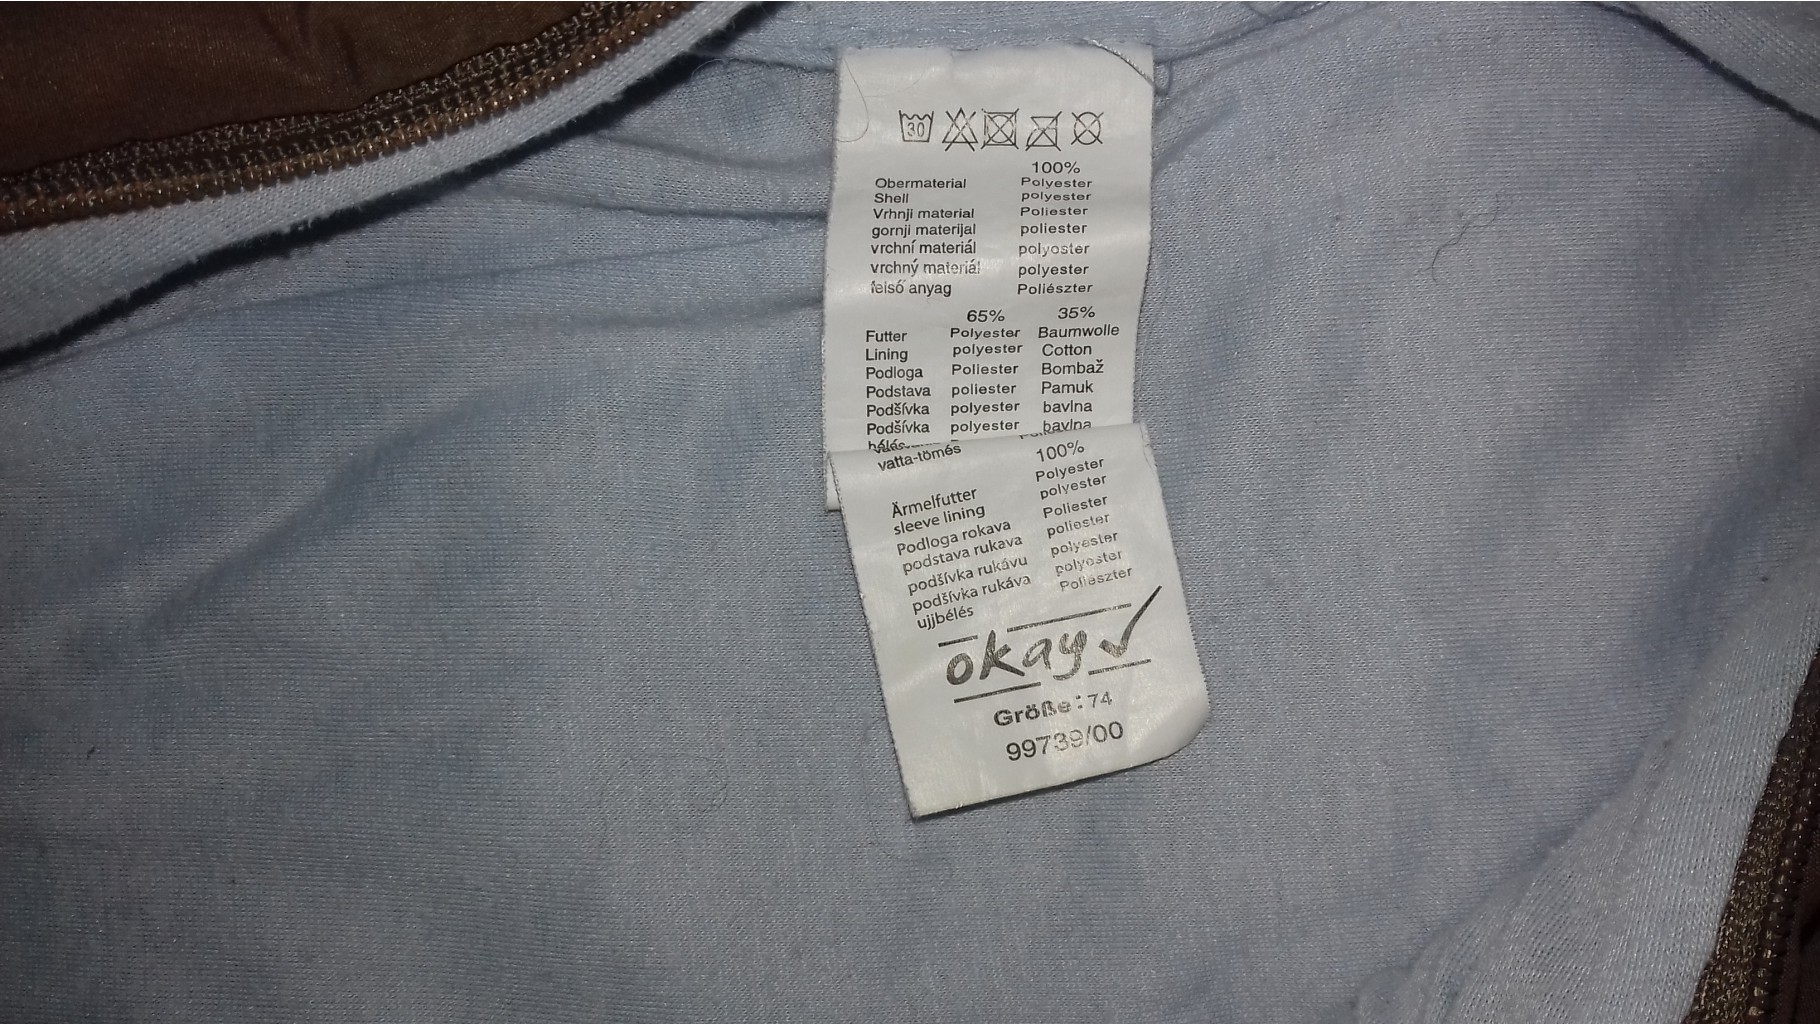 30
100%
Obermaterial Polyester
Shell polyester
Vrhnji material Poliester
gornji materijal poliester
vrchní materiál polyester
vrchný materiál polyester
felső anyag Poliészter
65% 35%
Futter Polyester Baumwolle
Lining polyester Cotton
Podloga Poliester Bombaž
Podstava poliester Pamuk
Podšívka polyester bavlna
Podšívka polyester bavlna
vatta-tömés
100%
Ärmelfutter Polyester
sleeve lining polyester
Podloga rokava Poliester
podstava rukava poliester
podšívka rukávu polyester
podšívka rukáva polyester
ujjbélés Poliészter
okay
Größe: 74
99739/00